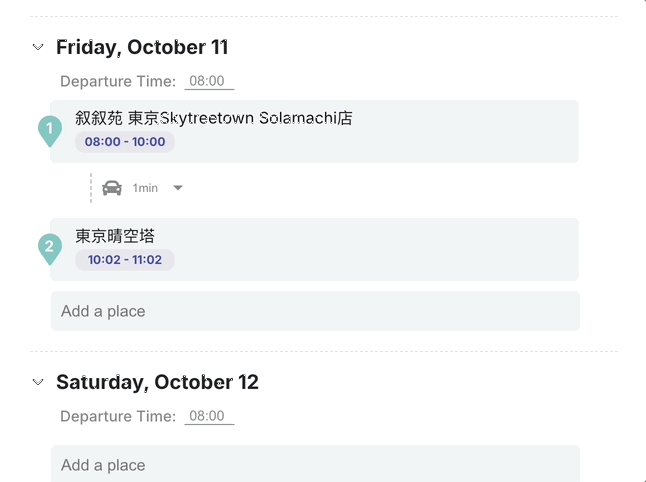 Friday, October 11
Departure Time: 08:00
叙叙苑 東京Skytreetown Solamachi店
1
08:00 - 10:00
1min
東京晴空塔
2
10:02 - 11:02
Add a place
Saturday, October 12
Departure Time: 08:00
Add a place